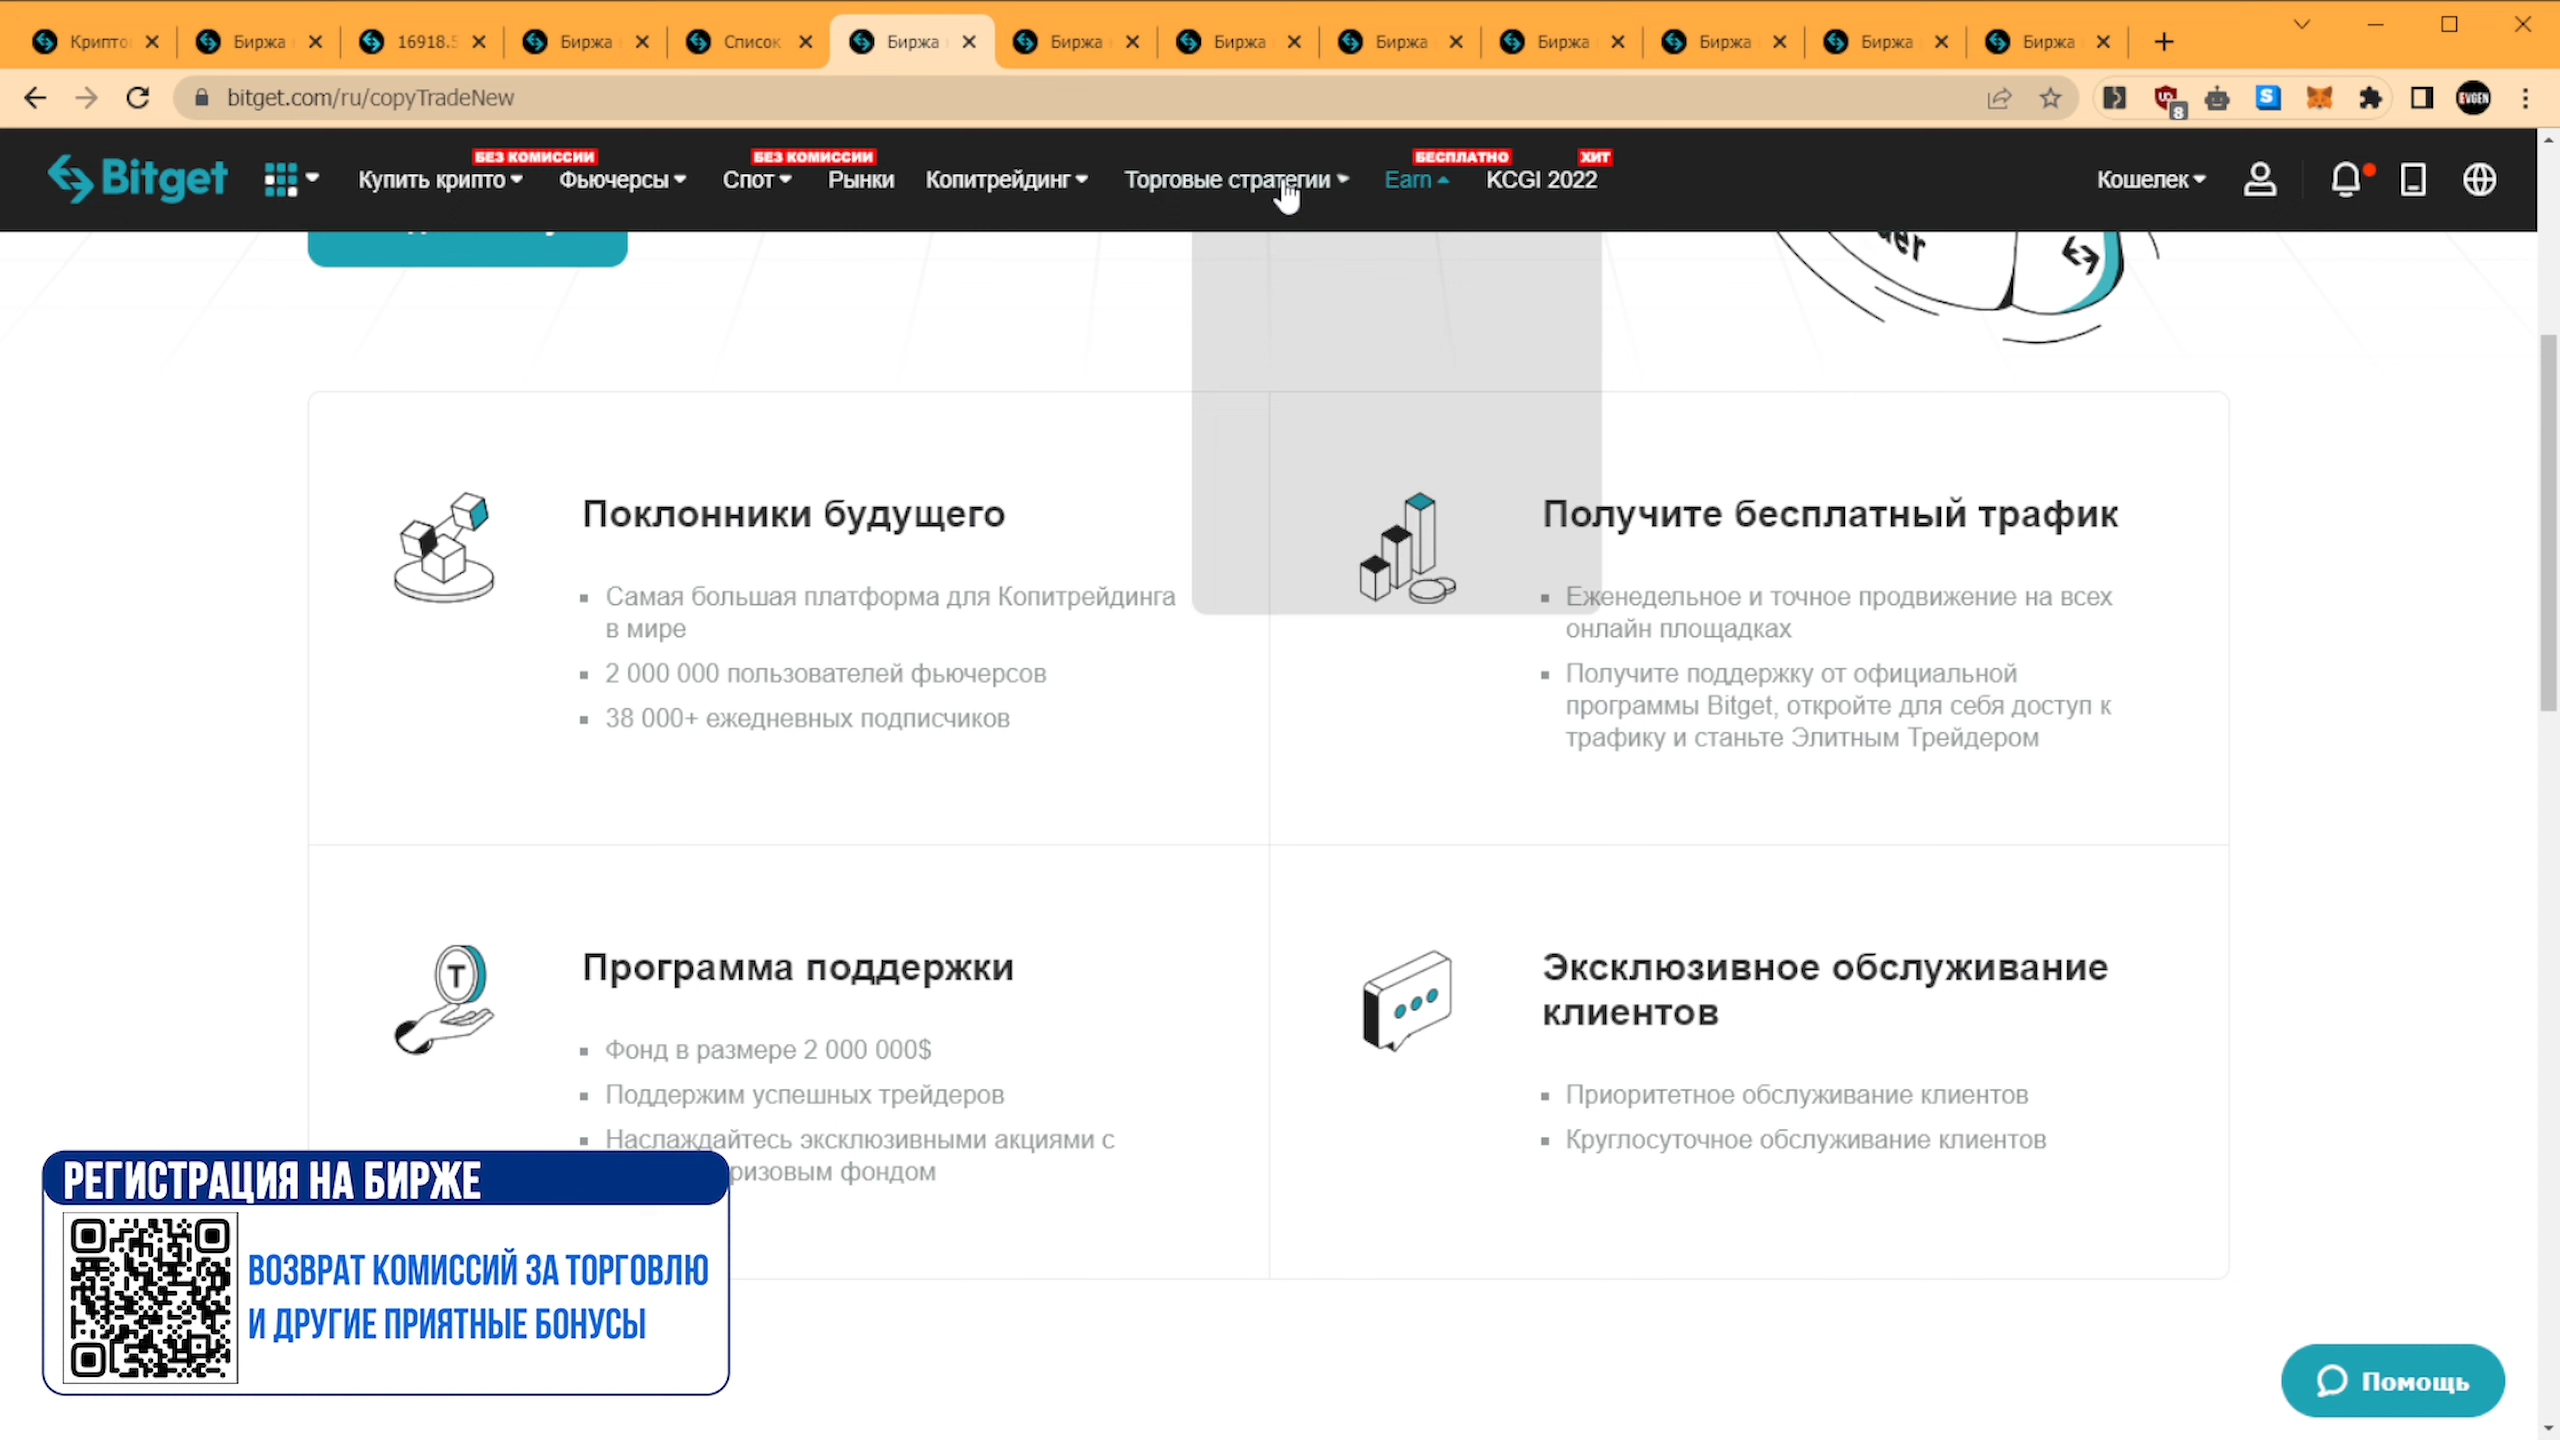 Крипто
Биржа
16918.5
Биржа
Список
Биржа
Биржа
Биржа
Биржа
Биржа
Биржа
Биржа
Биржа
bitget.com/ru/copyTradeNew
8
EVGEN
Bitget
Купить крипто
БЕЗ КОМИССИИ
Фьючерсы
БЕЗ КОМИССИИ
Спот
Рынки
Копитрейдинг
Торговые стратегии
БЕСПЛАТНО
Earn
ХИТ
KCGI 2022
Кошелек
Поклонники будущего
Самая большая платформа для Копитрейдинга
в мире
2 000 000 пользователей фьючерсов
38 000+ ежедневных подписчиков
Получите бесплатный трафик
Еженедельное и точное продвижение на всех
онлайн площадках
Получите поддержку от официальной
программы Bitget, откройте для себя доступ к
трафику и станьте Элитным Трейдером
Программа поддержки
Фонд в размере 2 000 000$
Поддержим успешных трейдеров
Наслаждайтесь эксклюзивными акциями с
ризовым фондом
Эксклюзивное обслуживание
клиентов
Приоритетное обслуживание клиентов
Круглосуточное обслуживание клиентов
РЕГИСТРАЦИЯ НА БИРЖЕ
ВОЗВРАТ КОМИССИЙ ЗА ТОРГОВЛЮ
И ДРУГИЕ ПРИЯТНЫЕ БОНУСЫ
Помощь